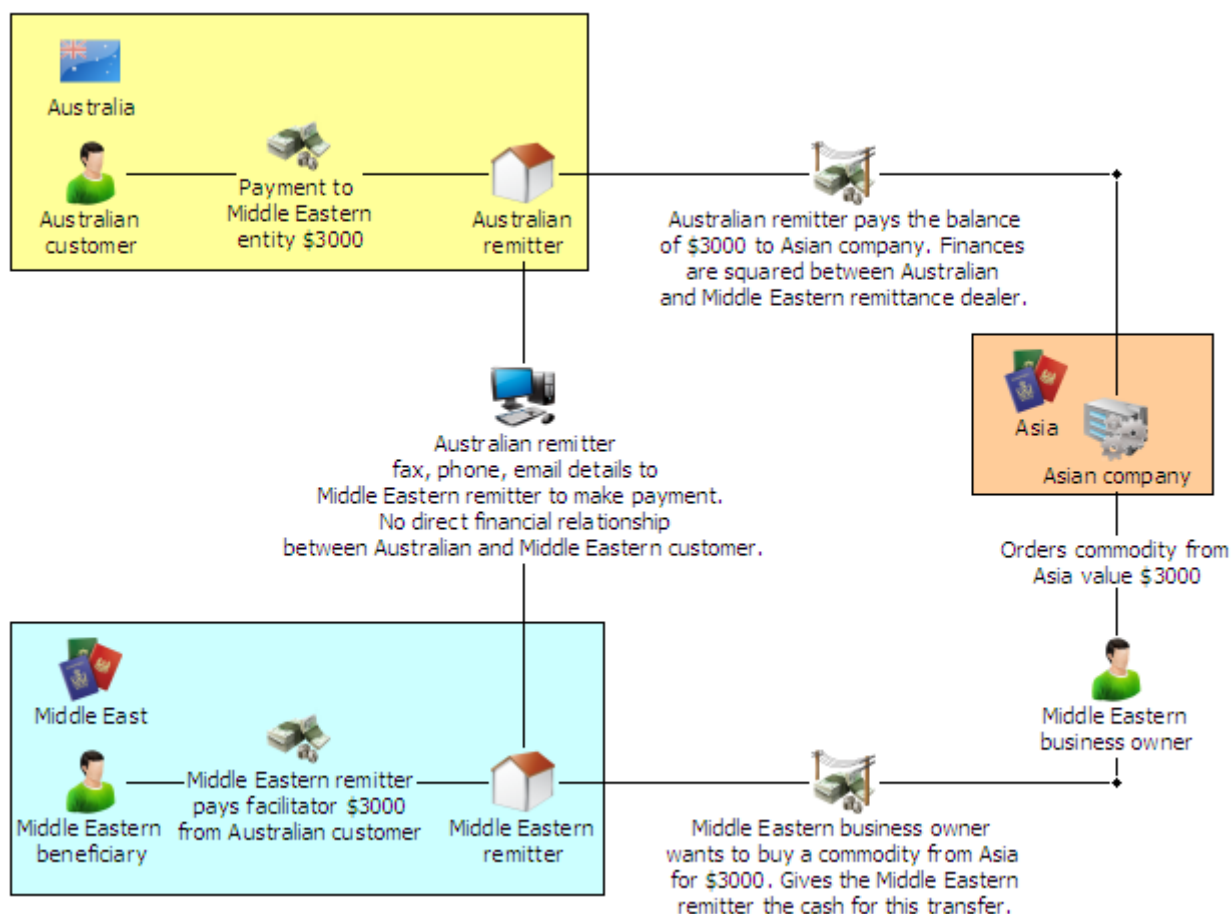 Australia
Australian
customer
Payment to
Middle Eastern
entity $3000
Australian
remitter
Australian remitter pays the balance
of $3000 to Asian company. Finances
are squared between Australian
and Middle Eastern remittance dealer.
Asia
Asian company
Australian remitter
fax, phone, email details to
Middle Eastern remitter to make payment.
No direct financial relationship
between Australian and Middle Eastern customer.
Orders commodity from
Asia value $3000
Middle Eastern
business owner
Middle East
Middle Eastern
beneficiary
Middle Eastern remitter
pays facilitator $3000
from Australian customer
Middle Eastern
remitter
Middle Eastern business owner
wants to buy a commodity from Asia
for $3000. Gives the Middle Eastern
remitter the cash for this transfer.